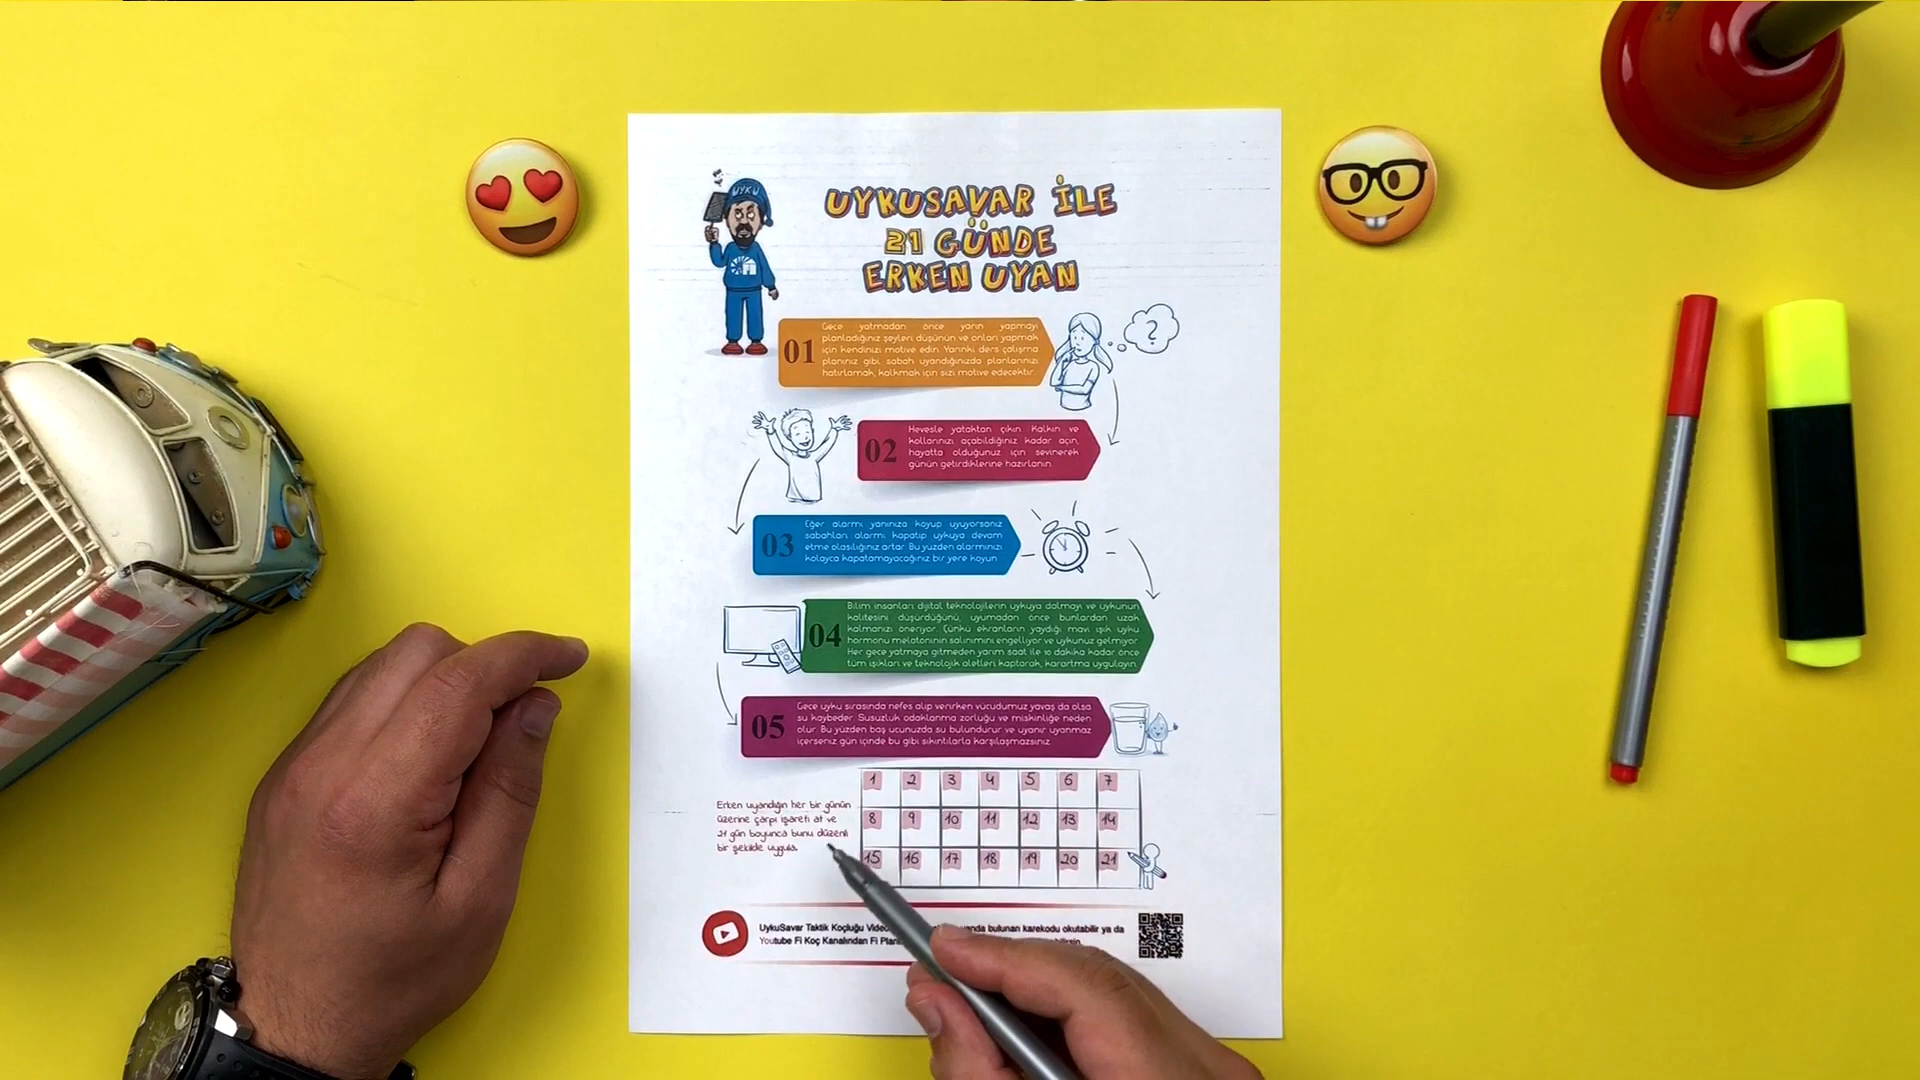 UYKU
UYKUSAVAR İLE
21 GÜNDE
ERKEN UYAN
01
Gece yatmadan önce yarın yapmayı
planladığınız şeyleri düşünün ve onları yapmak
için kendinizi motive edin. Yarınki ders çalışma
planınız gibi sabah uyandığınızda planlarınızı
hatırlamak, kalkmak için sizi motive edecektir.
?
02
Hevesle yataktan çıkın. Kalkın ve
kollarınızı açabildiğiniz kadar açın,
hayatta olduğunuz için sevinerek
günün getirdiklerine hazırlanın.
03
Eğer alarmı yanınıza koyup uyuyorsanız
sabahları alarmı kapatıp uykuya devam
etme olasılığınız artar. Bu yüzden alarmınızı
kolayca kapatamayacağınız bir yere koyun.
04
Bilim insanları dijital teknolojilerin uykuya dalmayı ve uykunun
kalitesini düşürdüğünü, uyumadan önce bunlardan uzak
kalmanızı öneriyor. Çünkü ekranların yaydığı mavi ışık uyku
hormonu melatoninin salınımını engelliyor ve uykunuz gelmiyor.
Her gece yatmaya gitmeden yarım saat ile 10 dakika kadar önce
tüm ışıkları ve teknolojik aletleri kaptarak, karartma uygulayın.
05
Gece uyku sırasında nefes alıp verirken vücudumuz yavaş da olsa
su kaybeder. Susuzluk odaklanma zorluğu ve miskinliğe neden
olur. Bu yüzden baş ucunuzda su bulundurur ve uyanır uyanmaz
içerseniz gün içinde bu gibi sıkıntılarla karşılaşmazsınız.
1 2 3 4 5 6 7
8 9 10 11 12 13 14
15 16 17 18 19 20 21
Erken uyandığın her bir günün
üzerine çarpı işareti at ve
21 gün boyunca bunu düzenli
bir şekilde uygula.
UykuSavar Taktik Koçluğu bulunan karekodu okutabilir ya da
Youtube Fi Koç Kanalından Fi